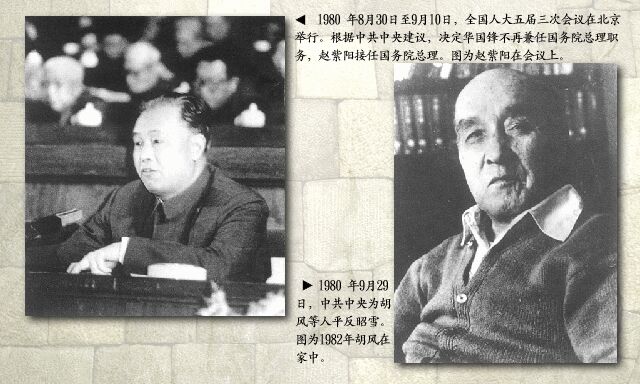 ◀ 1980 年8月30日至9月10日，全国人大五届三次会议在北京
举行。根据中共中央建议，决定华国锋不再兼任国务院总理职
务，赵紫阳接任国务院总理。图为赵紫阳在会议上。
▶ 1980 年9月29
日，中共中央为胡
风等人平反昭雪。
图为1982年胡风在
家中。